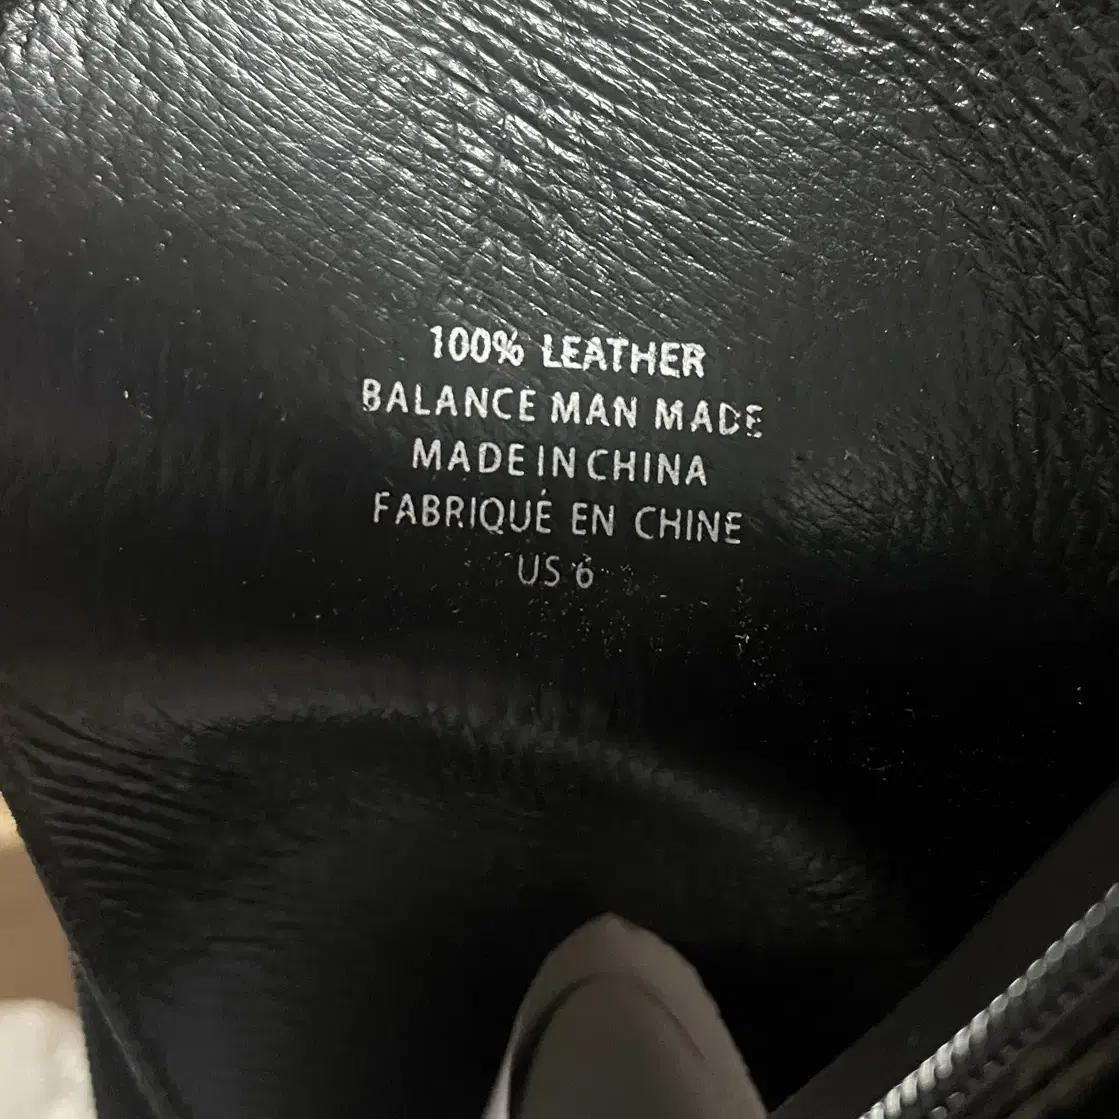 100% LEATHER
BALANCE MAN MADE
MADE IN CHINA
FABRIQUÉ EN CHINE
US 6